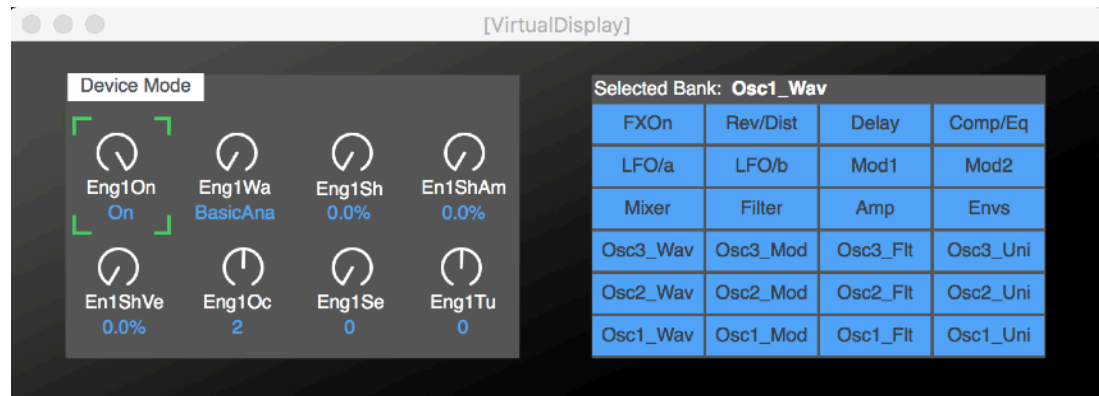 [VirtualDisplay]
Device Mode
Eng1On Eng1Wa Eng1Sh En1ShAm
On BasicAna 0.0% 0.0%
En1ShVe Eng1Oc Eng1Se Eng1Tu
0.0% 2 0 0
Selected Bank: Osc1_Wav
FXOn Rev/Dist Delay Comp/Eq
LFO/a LFO/b Mod1 Mod2
Mixer Filter Amp Envs
Osc3_Wav Osc3_Mod Osc3_Flt Osc3_Uni
Osc2_Wav Osc2_Mod Osc2_Flt Osc2_Uni
Osc1_Wav Osc1_Mod Osc1_Flt Osc1_Uni